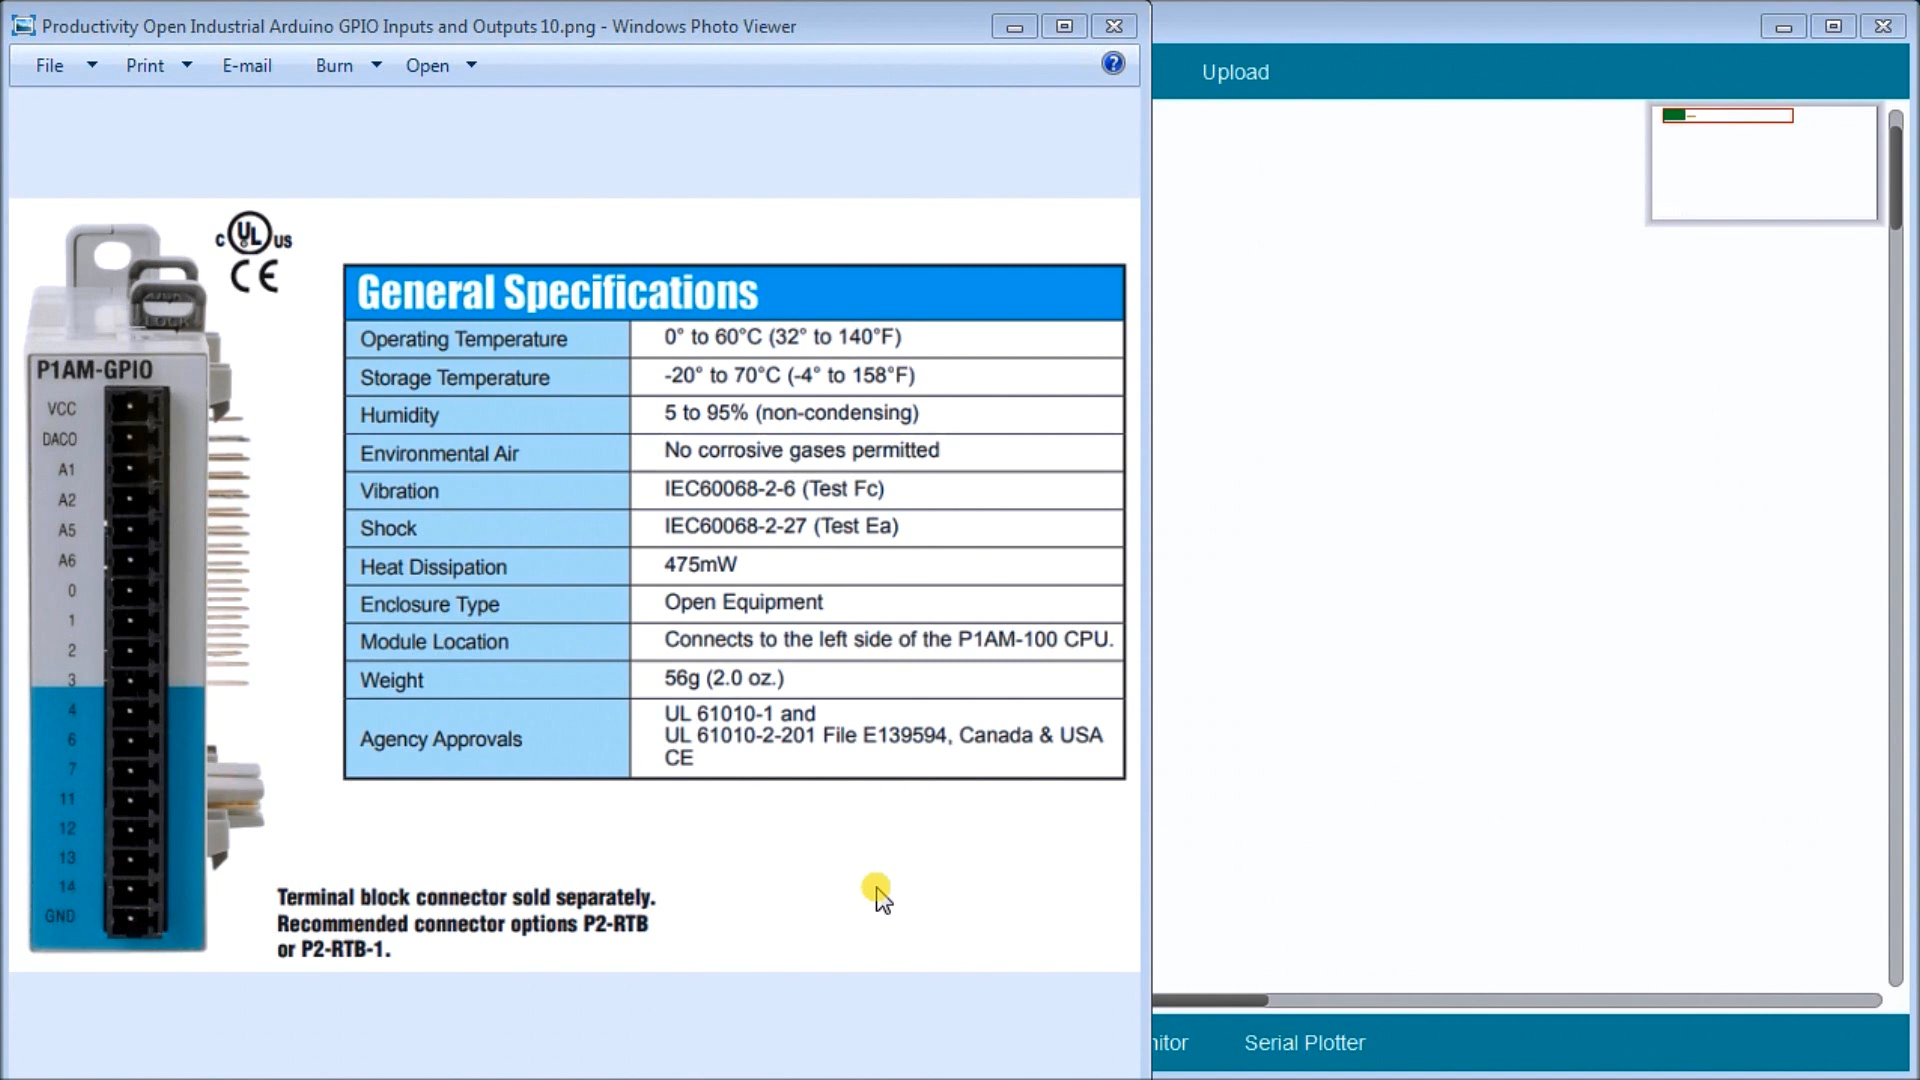 Productivity Open Industrial Arduino GPIO Inputs and Outputs 10.png - Windows Photo Viewer
File Print E-mail Burn Open
Upload
c UL US
CE
General Specifications
Operating Temperature 0° to 60°C (32° to 140°F)
Storage Temperature -20° to 70°C (-4° to 158°F)
Humidity 5 to 95% (non-condensing)
Environmental Air No corrosive gases permitted
Vibration IEC60068-2-6 (Test Fc)
Shock IEC60068-2-27 (Test Ea)
Heat Dissipation 475mW
Enclosure Type Open Equipment
Module Location Connects to the left side of the P1AM-100 CPU.
Weight 56g (2.0 oz.)
Agency Approvals UL 61010-1 and
UL 61010-2-201 File E139594, Canada & USA
CE
P1AM-GPIO
VCC
DAC0
A1
A2
A5
A6
0
1
2
3
4
6
7
11
12
13
14
GND
Terminal block connector sold separately.
Recommended connector options P2-RTB
or P2-RTB-1.
nitor Serial Plotter